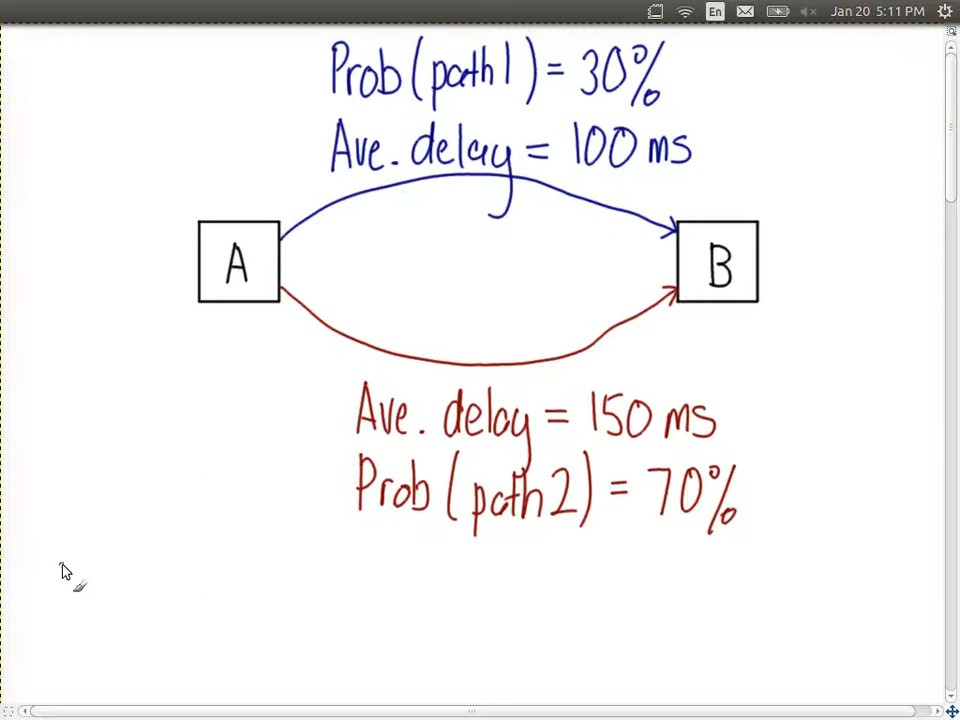 En Jan 20 5:11 PM
Prob(path1) = 30%
Ave. delay = 100 ms
A
B
Ave. delay = 150 ms
Prob(path2) = 70%